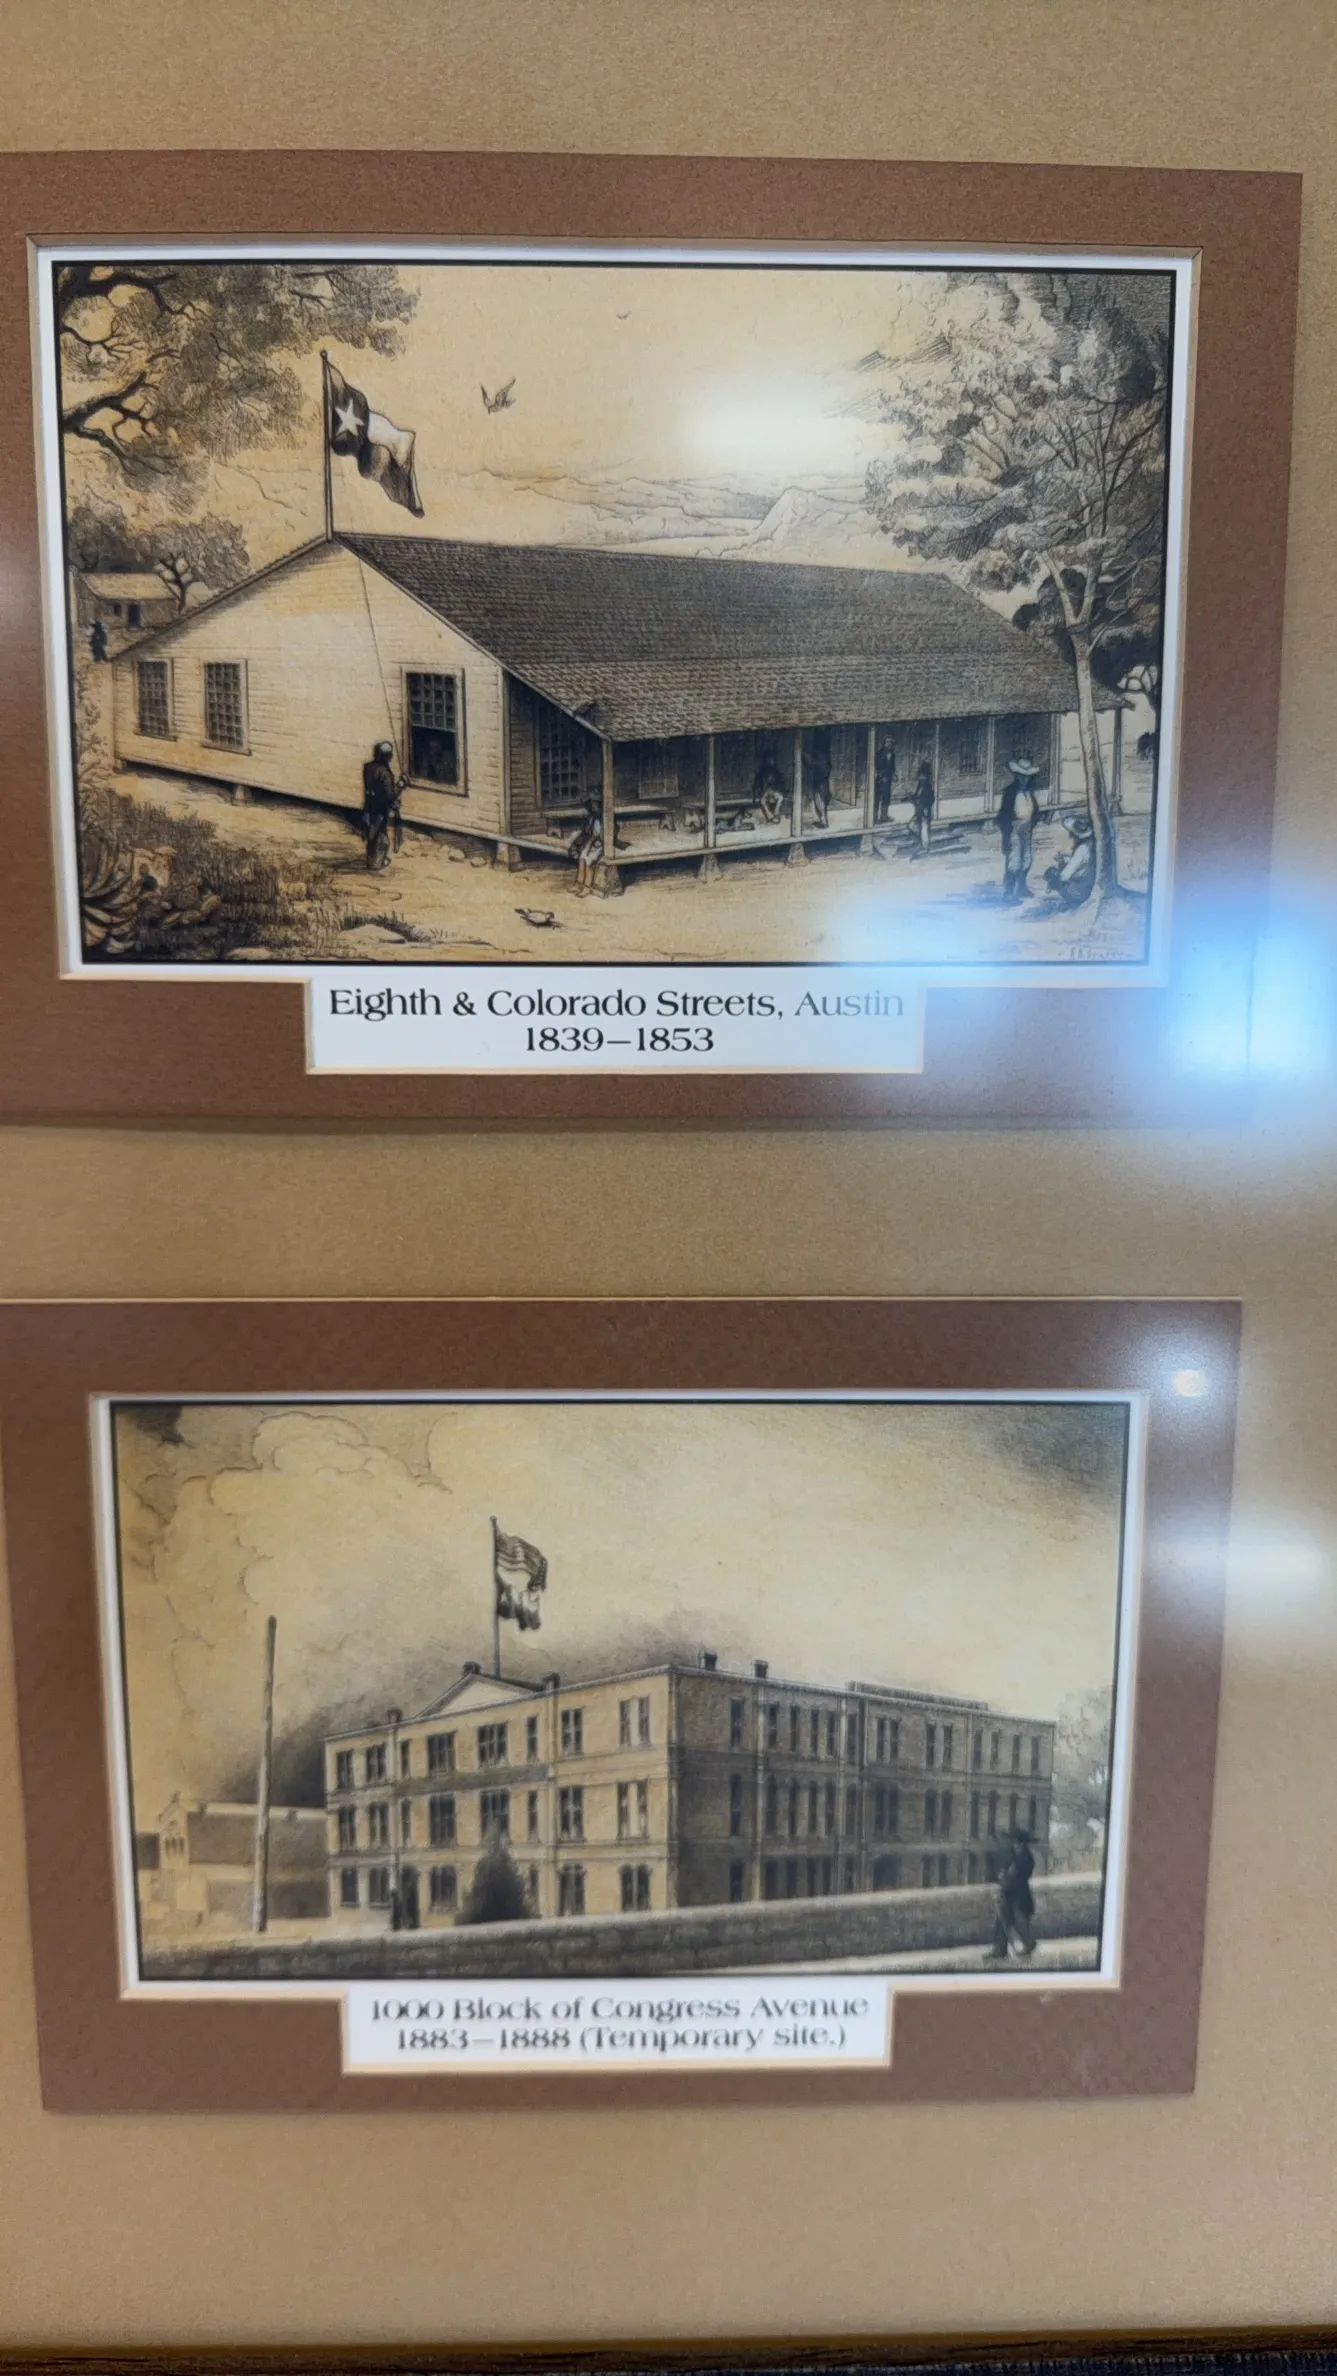 Eighth & Colorado Streets, Austin
1839—1853
1000 Block of Congress Avenue
1883—1888 (Temporary site.)